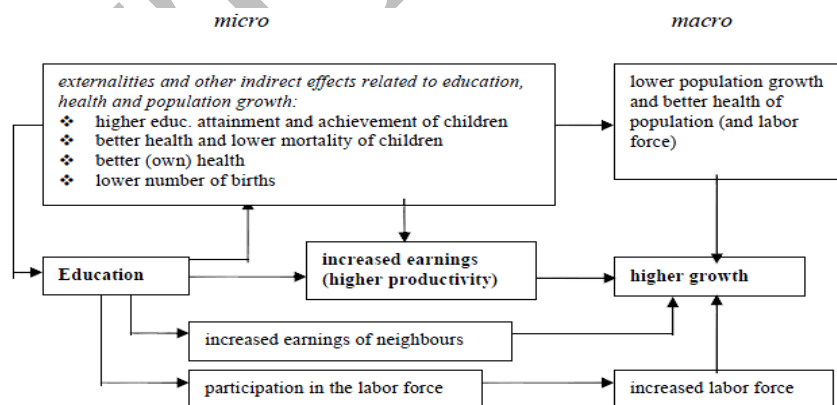 micro
macro
externalities and other indirect effects related to education,
health and population growth:
❖ higher educ. attainment and achievement of children
❖ better health and lower mortality of children
❖ better (own) health
❖ lower number of births
lower population growth
and better health of
population (and labor
force)
Education
increased earnings
(higher productivity)
higher growth
increased earnings of neighbours
participation in the labor force
increased labor force